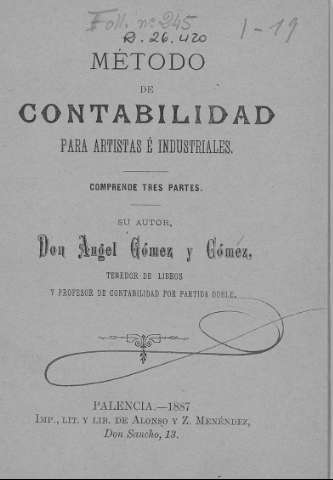 Foll. nº 245
R. 26.420
1-19
MÉTODO
DE
CONTABILIDAD
PARA ARTISTAS É INDUSTRIALES.
COMPRENDE TRES PARTES.
SU AUTOR,
Don Ángel Gómez y Gómez,
TENEDOR DE LIBROS
Y PROFESOR DE CONTABILIDAD POR PARTIDA DOBLE.
PALENCIA.—1887
IMP., LIT. Y LIB. DE ALONSO Y Z. MENÉNDEZ,
Don Sancho, 13.